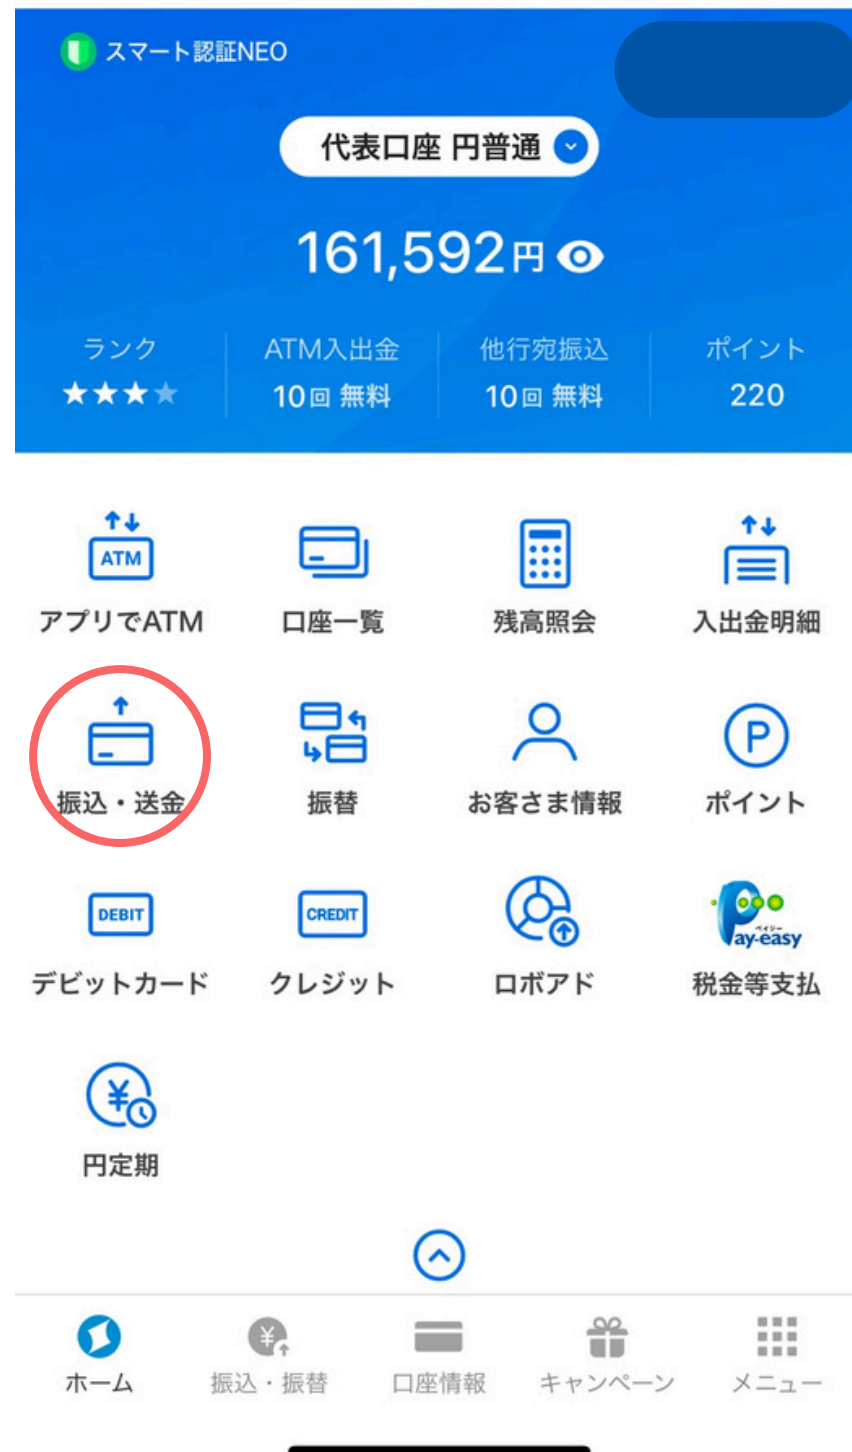 スマート認証NEO
代表口座 円普通
161,592円
ランク ATM入出金 他行宛振込 ポイント
★★★★ 10回 無料 10回 無料 220
ATM
アプリでATM 口座一覧 残高照会 入出金明細
振込・送金 振替 お客さま情報 P ポイント
DEBIT CREDIT ペイジー Pay-easy
デビットカード クレジット ロボアド 税金等支払
¥
円定期
¥
ホーム 振込・振替 口座情報 キャンペーン メニュー